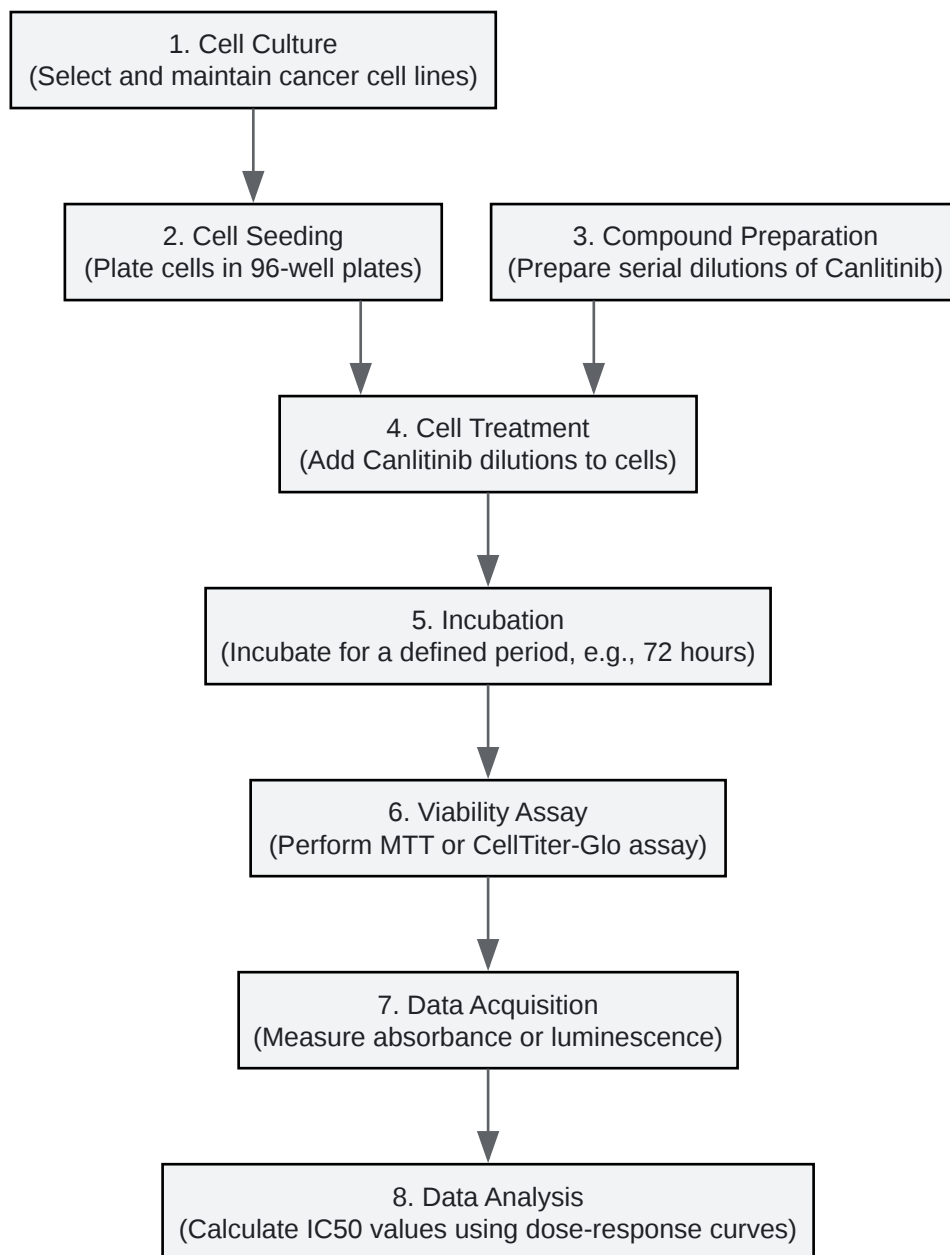 1. Cell Culture
(Select and maintain cancer cell lines)
2. Cell Seeding
(Plate cells in 96-well plates)
3. Compound Preparation
(Prepare serial dilutions of Canlitinib)
4. Cell Treatment
(Add Canlitinib dilutions to cells)
5. Incubation
(Incubate for a defined period, e.g., 72 hours)
6. Viability Assay
(Perform MTT or CellTiter-Glo assay)
7. Data Acquisition
(Measure absorbance or luminescence)
8. Data Analysis
(Calculate IC50 values using dose-response curves)